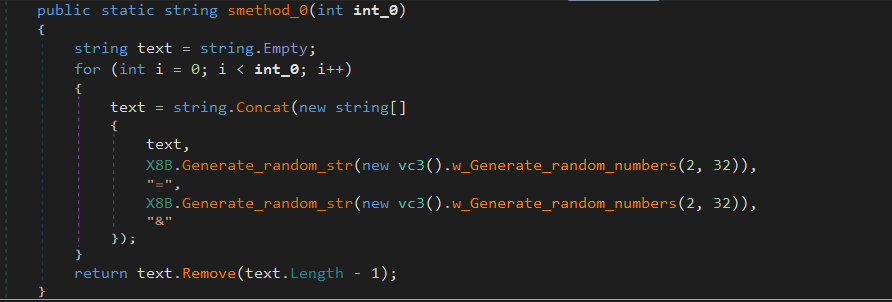 public static string smethod_0(int int_0)
{
string text = string.Empty;
for (int i = 0; i < int_0; i++)
{
text = string.Concat(new string[]
{
text,
X8B.Generate_random_str(new vc3().w_Generate_random_numbers(2, 32)),
"=",
X8B.Generate_random_str(new vc3().w_Generate_random_numbers(2, 32)),
"&"
});
}
return text.Remove(text.Length - 1);
}